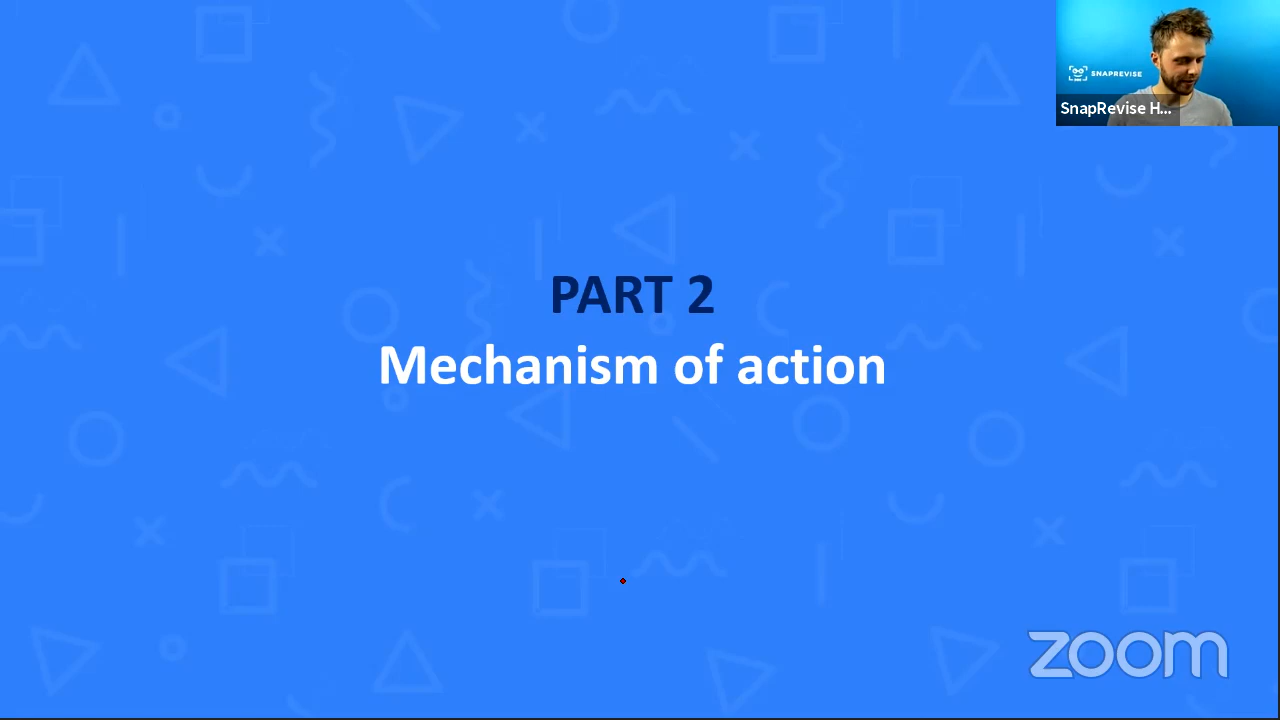 SNAPREVISE
SnapRevise H...
PART 2
Mechanism of action
zoom